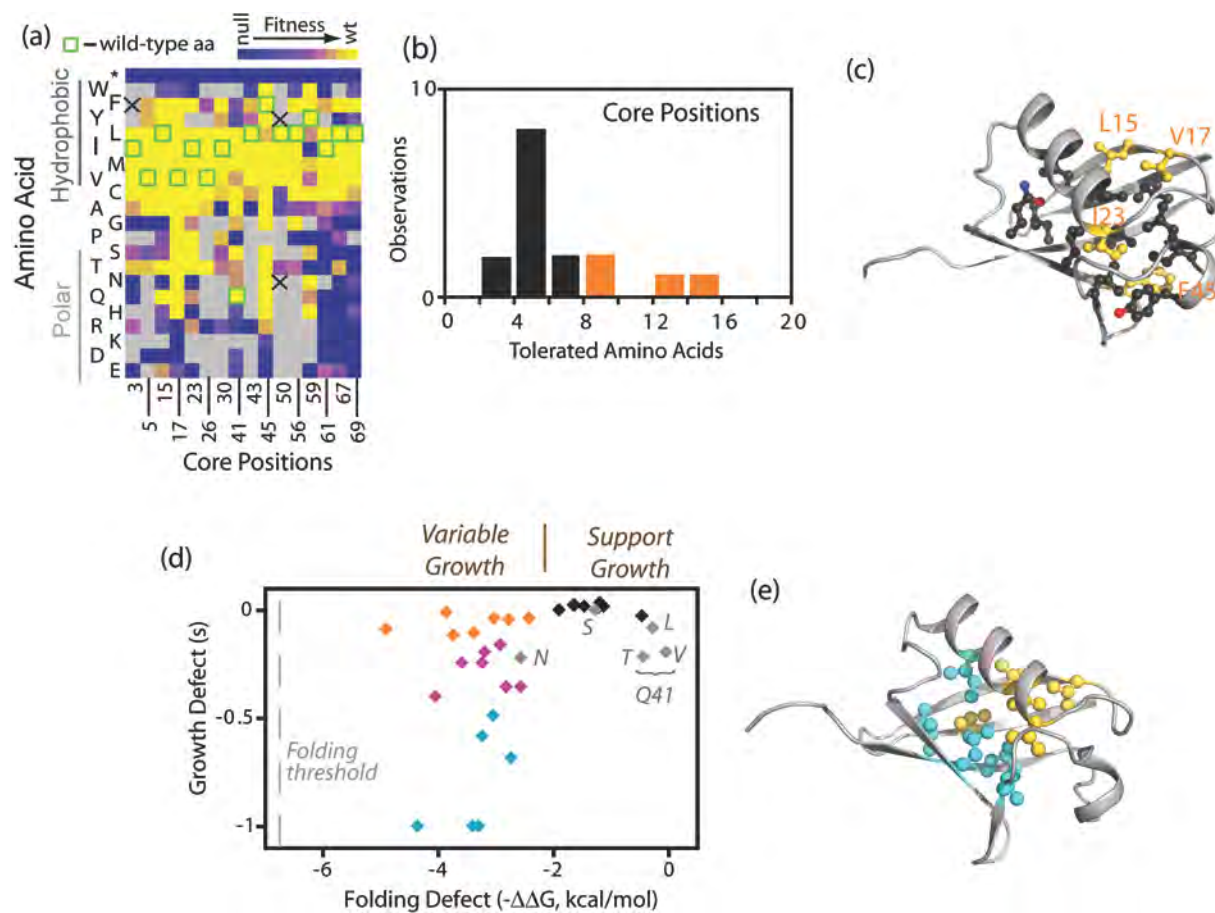 (a)
– wild-type aa
null
Fitness
wt
Amino Acid
Hydrophobic
Polar
*
W
F
Y
L
I
M
V
C
A
G
P
S
T
N
Q
H
R
K
D
E
3
5
15
17
23
26
30
41
43
45
50
56
59
61
67
69
Core Positions
(b)
Core Positions
Observations
10
0
0
4
8
12
16
20
Tolerated Amino Acids
(c)
L15
V17
I23
F45
(d)
Variable Growth
Support Growth
Growth Defect (s)
0
-0.5
-1
Folding threshold
S
L
N
T
V
Q41
-6
-4
-2
0
Folding Defect (-ΔΔG, kcal/mol)
(e)